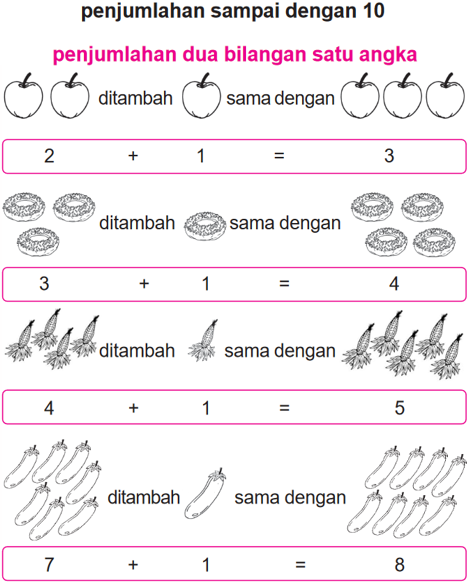 penjumlahan sampai dengan 10
penjumlahan dua bilangan satu angka
ditambah sama dengan
2 + 1 = 3
ditambah sama dengan
3 + 1 = 4
ditambah sama dengan
4 + 1 = 5
ditambah sama dengan
7 + 1 = 8